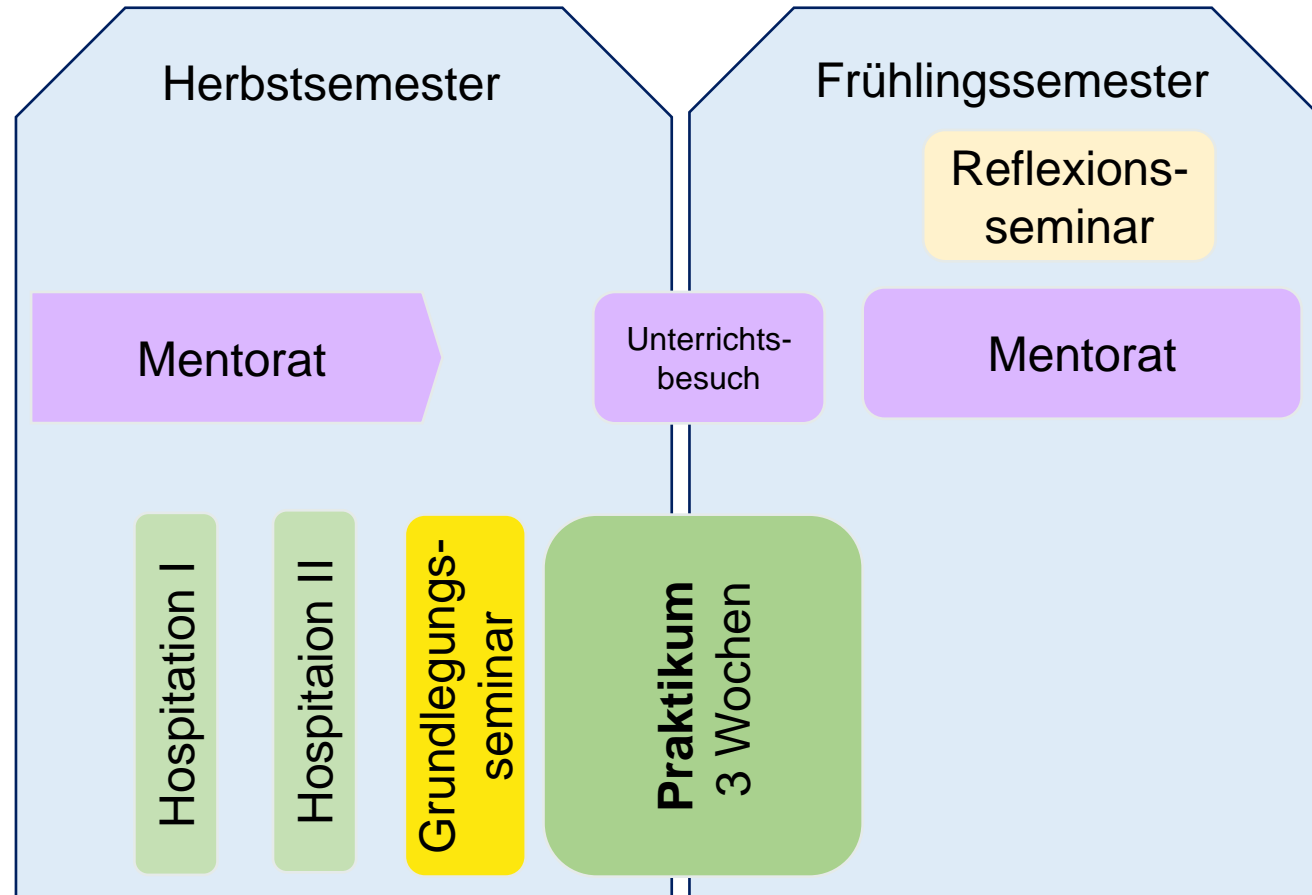 Herbstsemester
Frühlingssemester
Reflexions-
seminar
Mentorat
Unterrichts-
besuch
Mentorat
Hospitation I
Hospitaion II
Grundlegungs-
seminar
Praktikum
3 Wochen